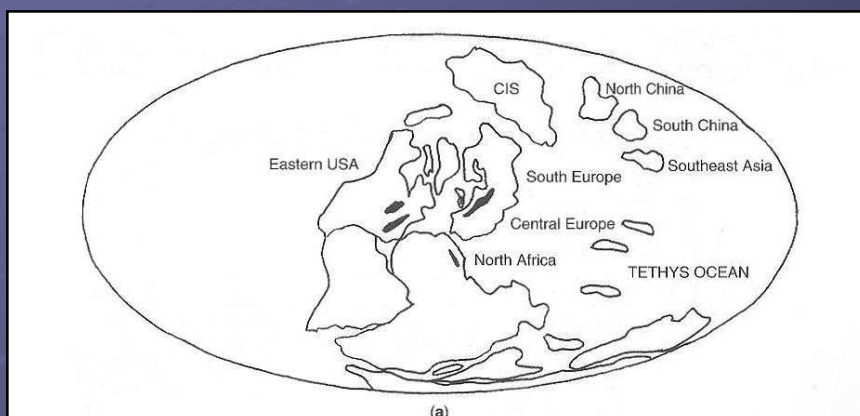 CIS
North China
South China
Eastern USA
Southeast Asia
South Europe
Central Europe
North Africa
TETHYS OCEAN
(a)